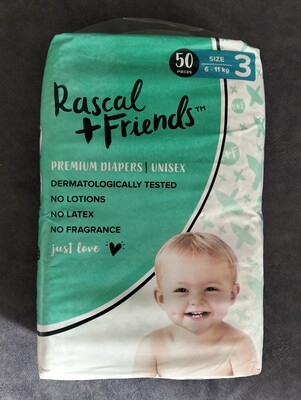 50
PIECES
SIZE
6 - 11 kg
3
Rascal
+ Friends™
PREMIUM DIAPERS | UNISEX
DERMATOLOGICALLY TESTED
NO LOTIONS
NO LATEX
NO FRAGRANCE
just love